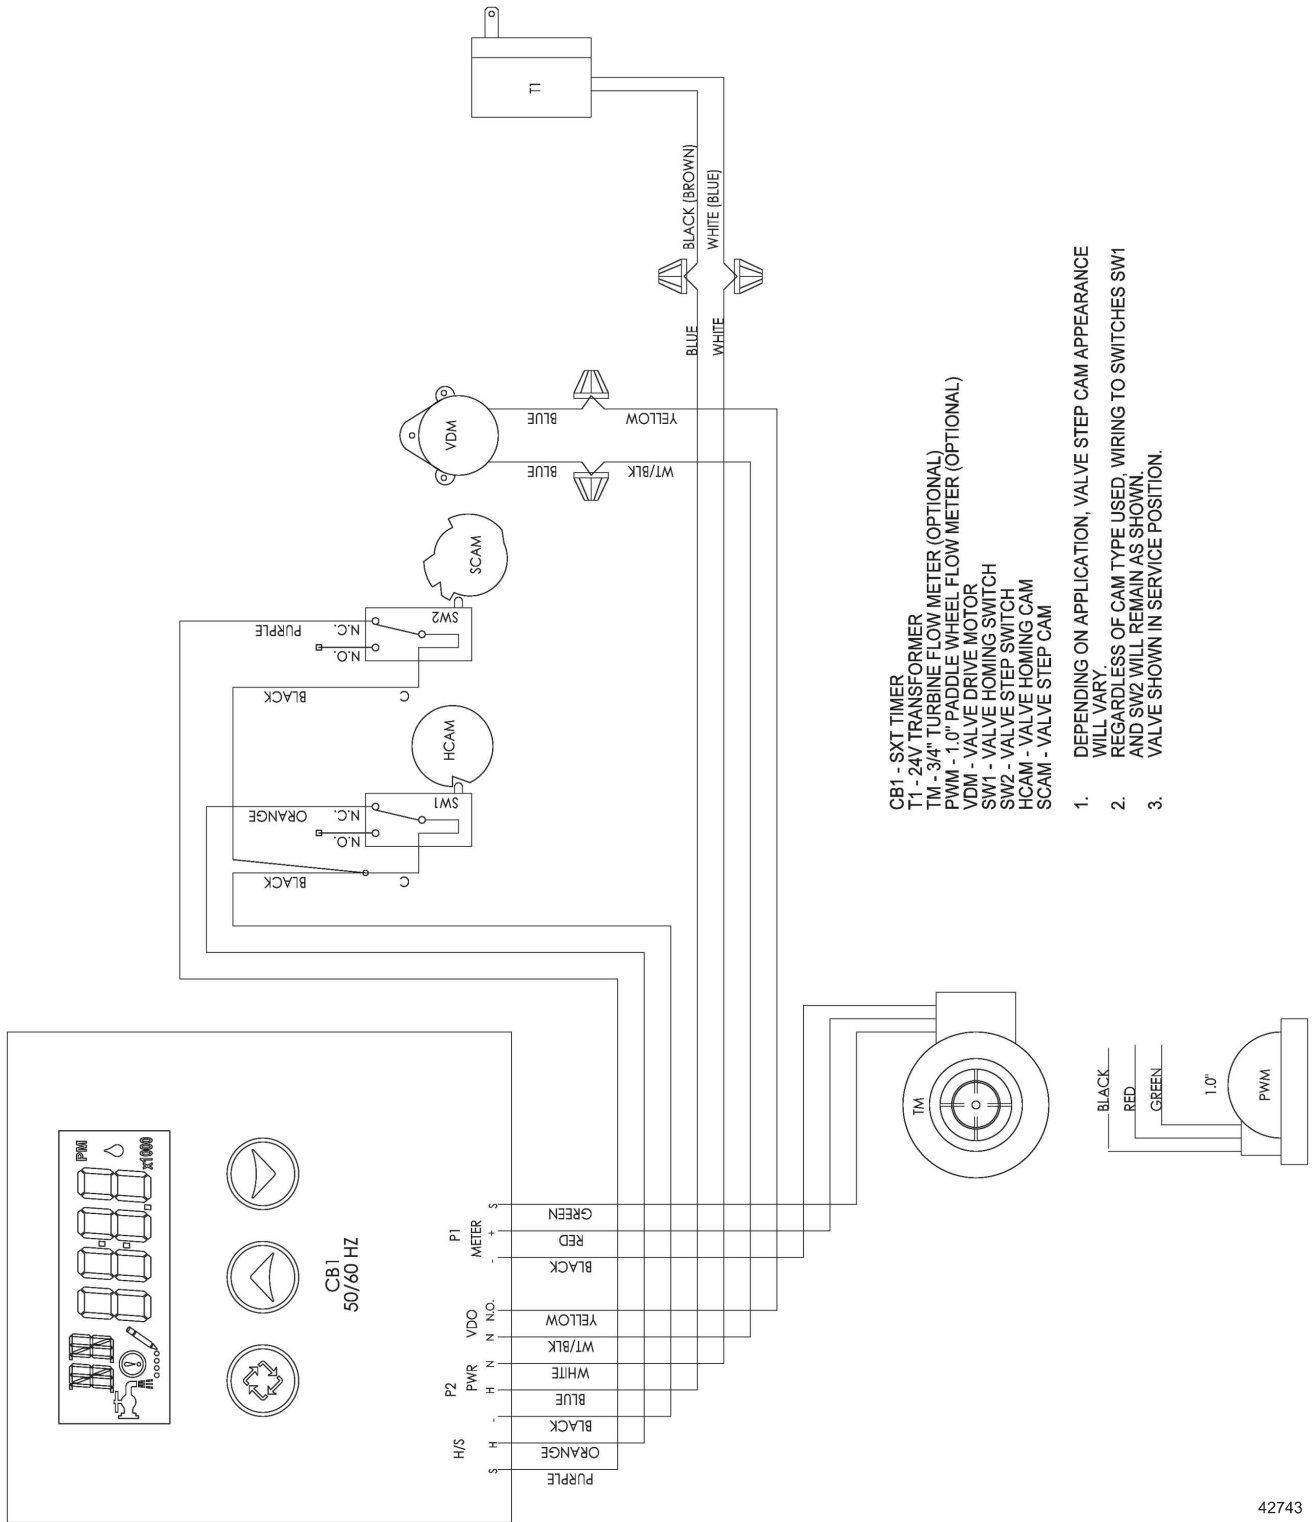 T1
BLACK (BROWN)
WHITE (BLUE)
BLUE
WHITE
VDM
BLUE
YELLOW
BLUE
WT/BLK
SCAM
SW2
N.C.
N.O.
PURPLE
BLACK
C
HCAM
SW1
N.C.
N.O.
ORANGE
BLACK
C
CB1 - SXT TIMER
T1 - 24V TRANSFORMER
TM - 3/4" TURBINE FLOW METER (OPTIONAL)
PWM - 1.0" PADDLE WHEEL FLOW METER (OPTIONAL)
VDM - VALVE DRIVE MOTOR
SW1 - VALVE HOMING SWITCH
SW2 - VALVE STEP SWITCH
HCAM - VALVE HOMING CAM
SCAM - VALVE STEP CAM
1. DEPENDING ON APPLICATION, VALVE STEP CAM APPEARANCE
WILL VARY.
2. REGARDLESS OF CAM TYPE USED, WIRING TO SWITCHES SW1
AND SW2 WILL REMAIN AS SHOWN.
3. VALVE SHOWN IN SERVICE POSITION.
PM
x1000
CB1
50/60 HZ
H/S
P2
PWR
VDO
P1
METER
S
H
-
H
N
N
N.O.
-
+
S
PURPLE
ORANGE
BLACK
BLUE
WHITE
WT/BLK
YELLOW
BLACK
RED
GREEN
TM
BLACK
RED
GREEN
1.0"
PWM
42743